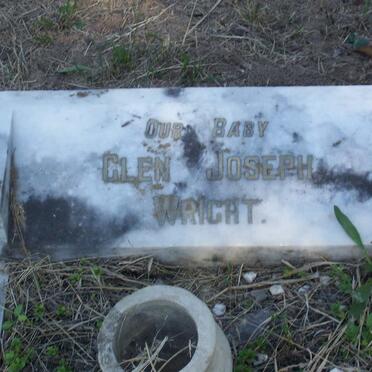 OUR BABY
GLEN JOSEPH
WRIGHT.